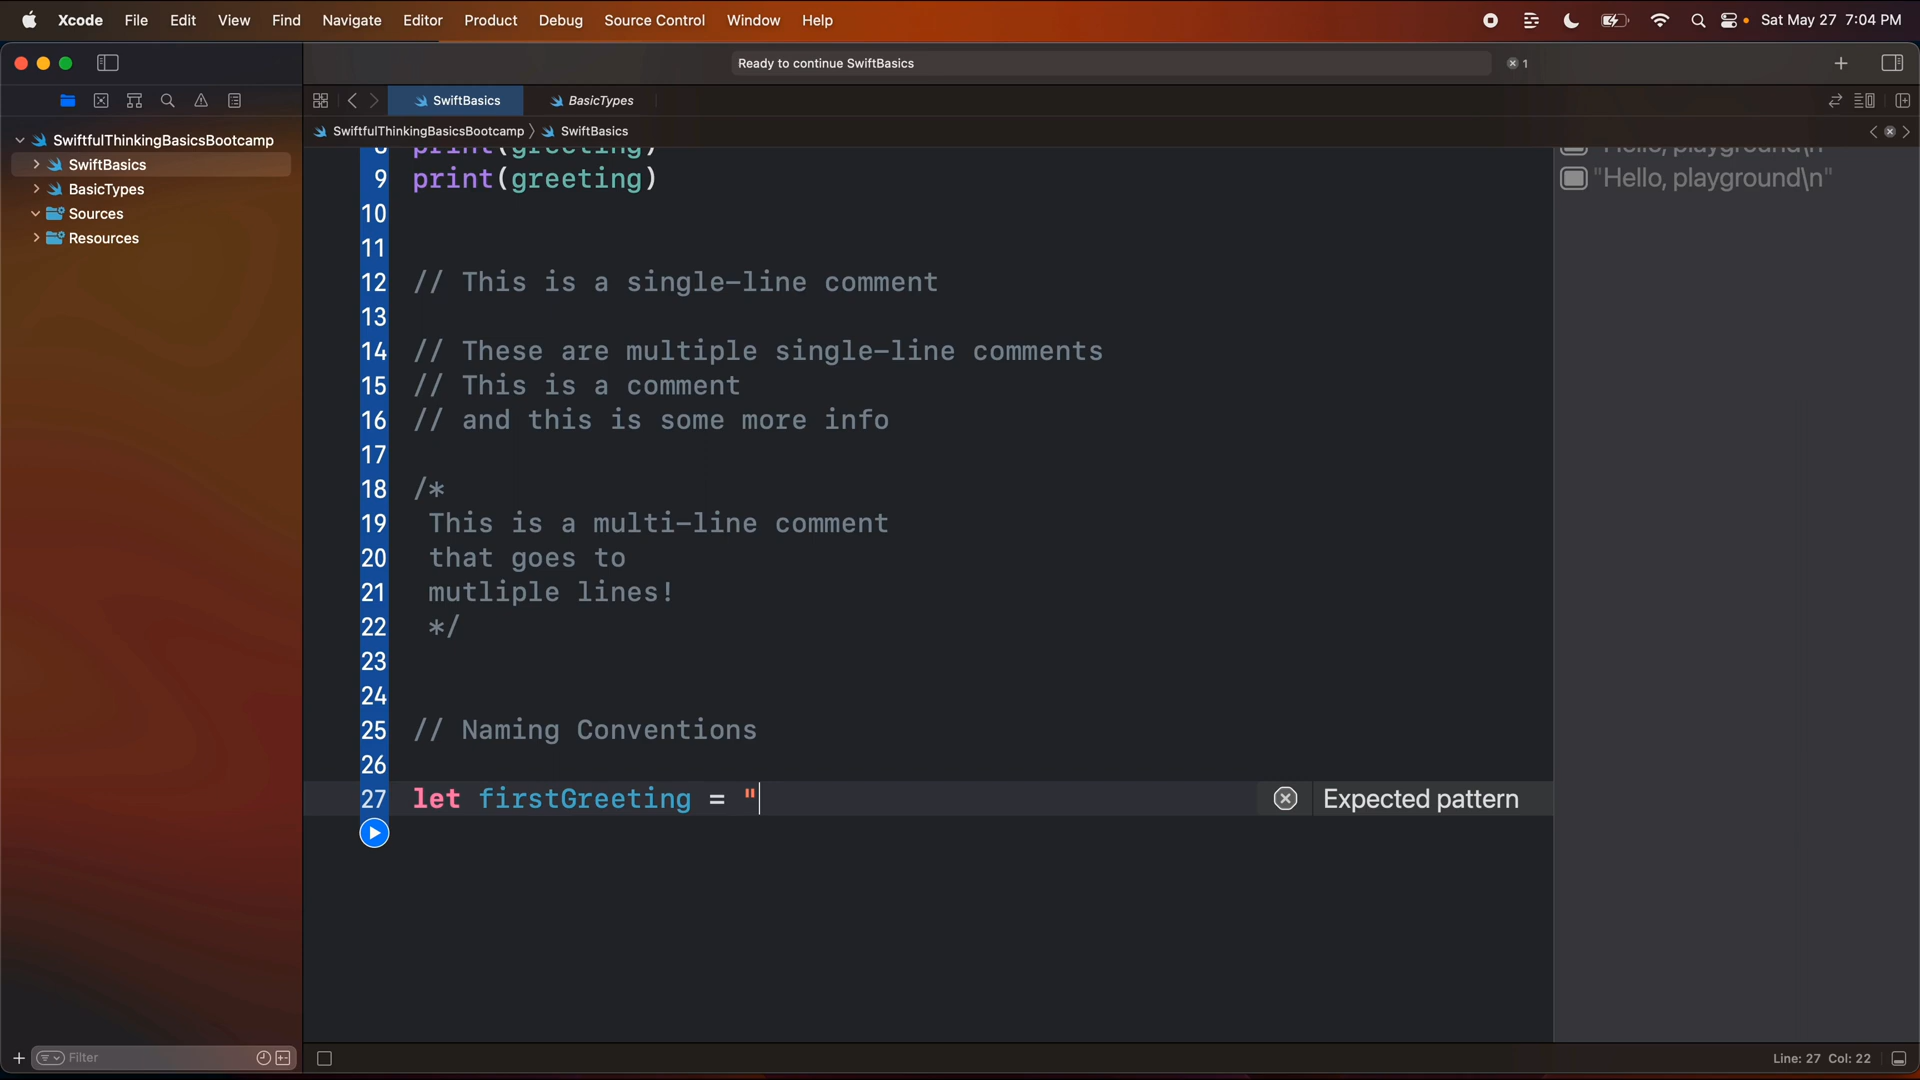 Xcode File Edit View Find Navigate Editor Product Debug Source Control Window Help Sat May 27 7:04 PM
Ready to continue SwiftBasics 1
SwiftBasics BasicTypes
SwiftfulThinkingBasicsBootcamp SwiftBasics
SwiftfulThinkingBasicsBootcamp
SwiftBasics
BasicTypes
Sources
Resources
8 print(greeting)
9 print(greeting)
10
11
12 // This is a single-line comment
13
14 // These are multiple single-line comments
15 // This is a comment
16 // and this is some more info
17
18 /*
19 This is a multi-line comment
20 that goes to
21 mutliple lines!
22 */
23
24
25 // Naming Conventions
26
27 let firstGreeting = " Expected pattern
"Hello, playground\n"
"Hello, playground\n"
Filter
Line: 27 Col: 22